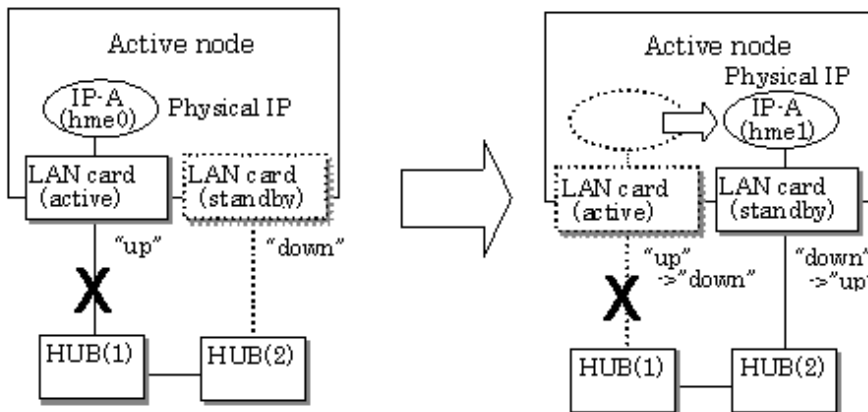 Active node
IP-A
(hme0)
Physical IP
LAN card
(active)
LAN card
(standby)
"up"
"down"
X
HUB(1)
HUB(2)
Active node
Physical IP
IP-A
(hme1)
LAN card
(active)
LAN card
(standby)
"up"
->"down"
"down"
->"up"
X
HUB(1)
HUB(2)